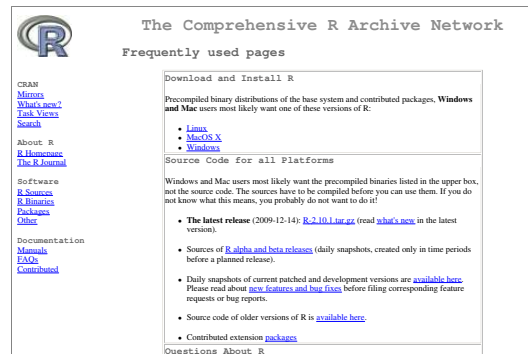 R
The Comprehensive R Archive Network
Frequently used pages
CRAN
Mirrors
What's new?
Task Views
Search
About R
R Homepage
The R Journal
Software
R Sources
R Binaries
Packages
Other
Documentation
Manuals
FAQs
Contributed
Download and Install R
Precompiled binary distributions of the base system and contributed packages, Windows
and Mac users most likely want one of these versions of R:
• Linux
• MacOS X
• Windows
Source Code for all Platforms
Windows and Mac users most likely want the precompiled binaries listed in the upper box,
not the source code. The sources have to be compiled before you can use them. If you do
not know what this means, you probably do not want to do it!
• The latest release (2009-12-14): R-2.10.1.tar.gz (read what's new in the latest
version).
• Sources of R alpha and beta releases (daily snapshots, created only in time periods
before a planned release).
• Daily snapshots of current patched and development versions are available here.
Please read about new features and bug fixes before filing corresponding feature
requests or bug reports.
• Source code of older versions of R is available here.
• Contributed extension packages
Questions About R